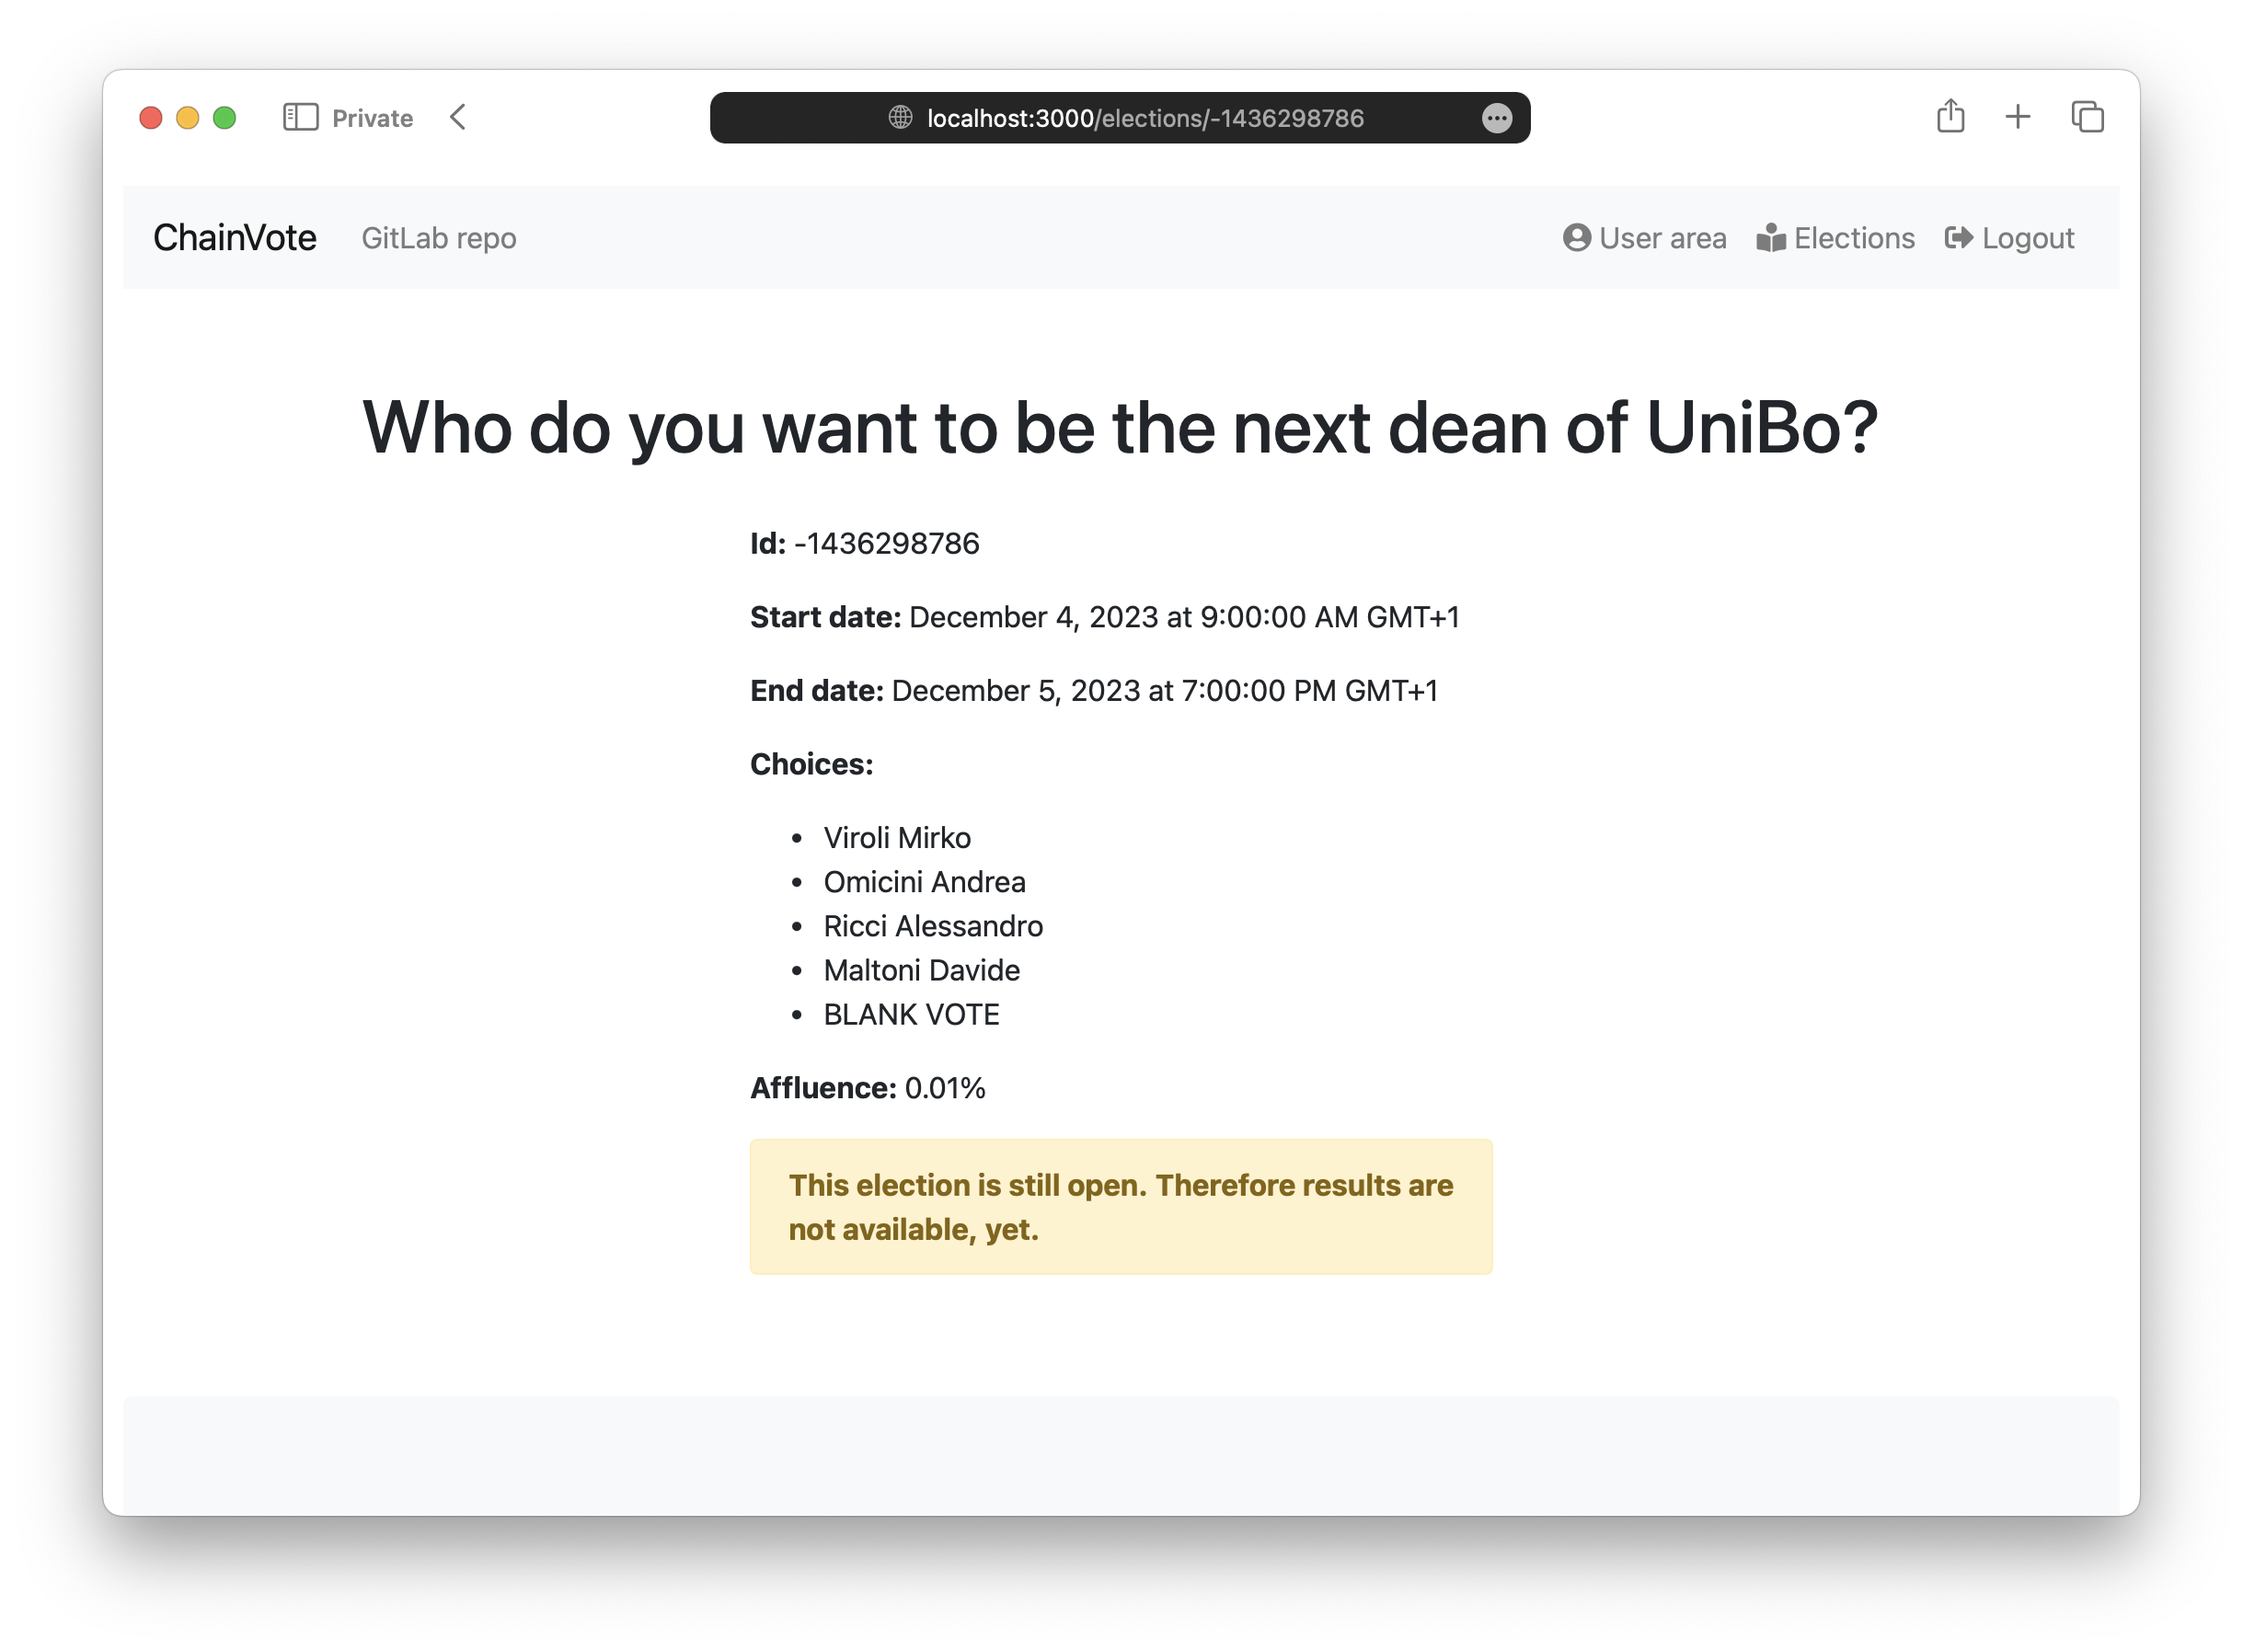 Private
localhost:3000/elections/-1436298786
ChainVote GitLab repo User area Elections Logout
Who do you want to be the next dean of UniBo?
Id: -1436298786
Start date: December 4, 2023 at 9:00:00 AM GMT+1
End date: December 5, 2023 at 7:00:00 PM GMT+1
Choices:
• Viroli Mirko
• Omicini Andrea
• Ricci Alessandro
• Maltoni Davide
• BLANK VOTE
Affluence: 0.01%
This election is still open. Therefore results are
not available, yet.